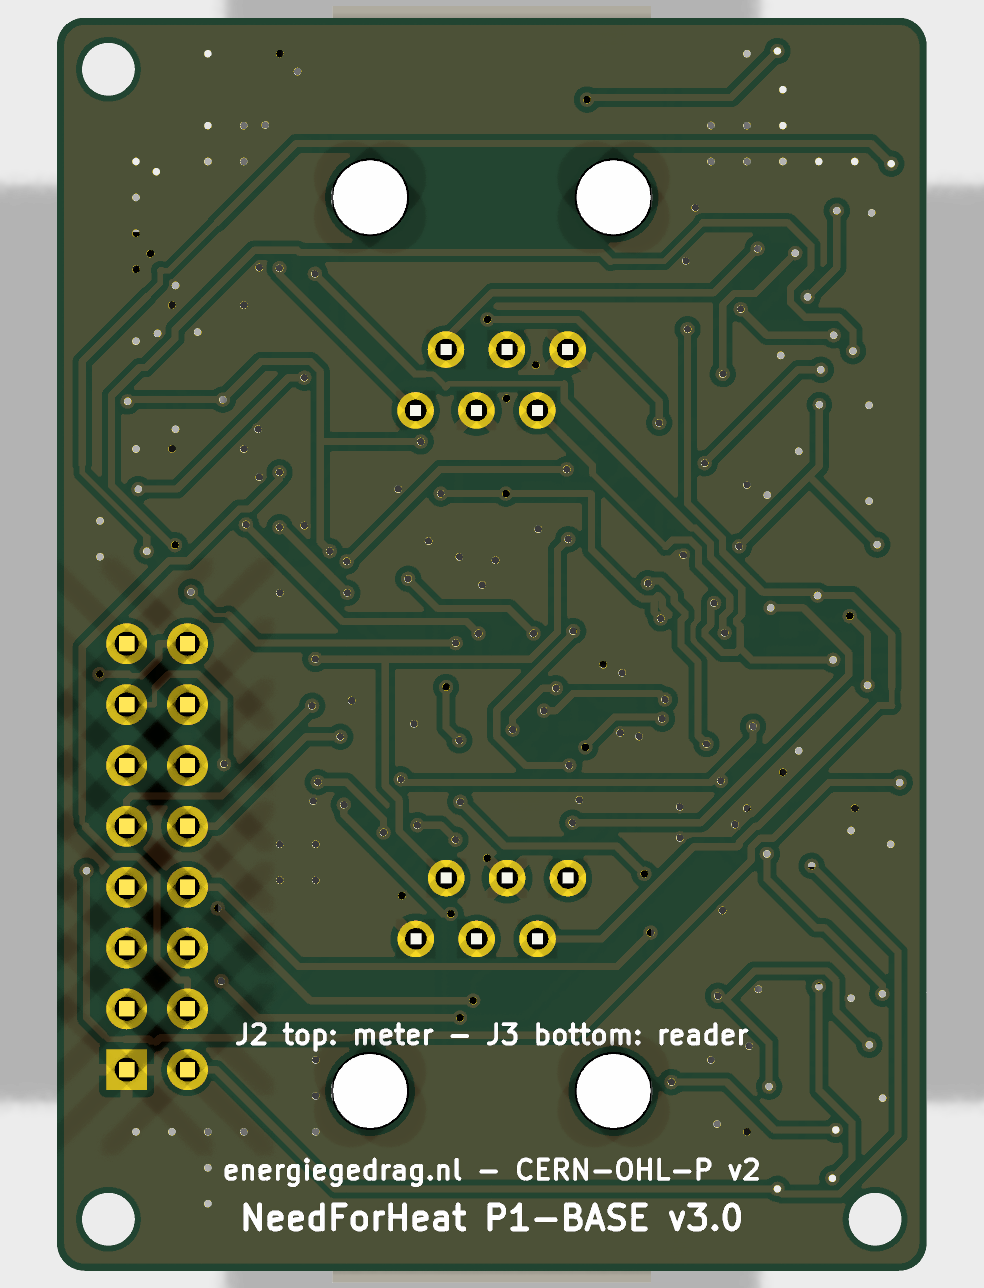 J2 top: meter – J3 bottom: reader
energiegedrag.nl – CERN-OHL-P v2
NeedForHeat P1-BASE v3.0